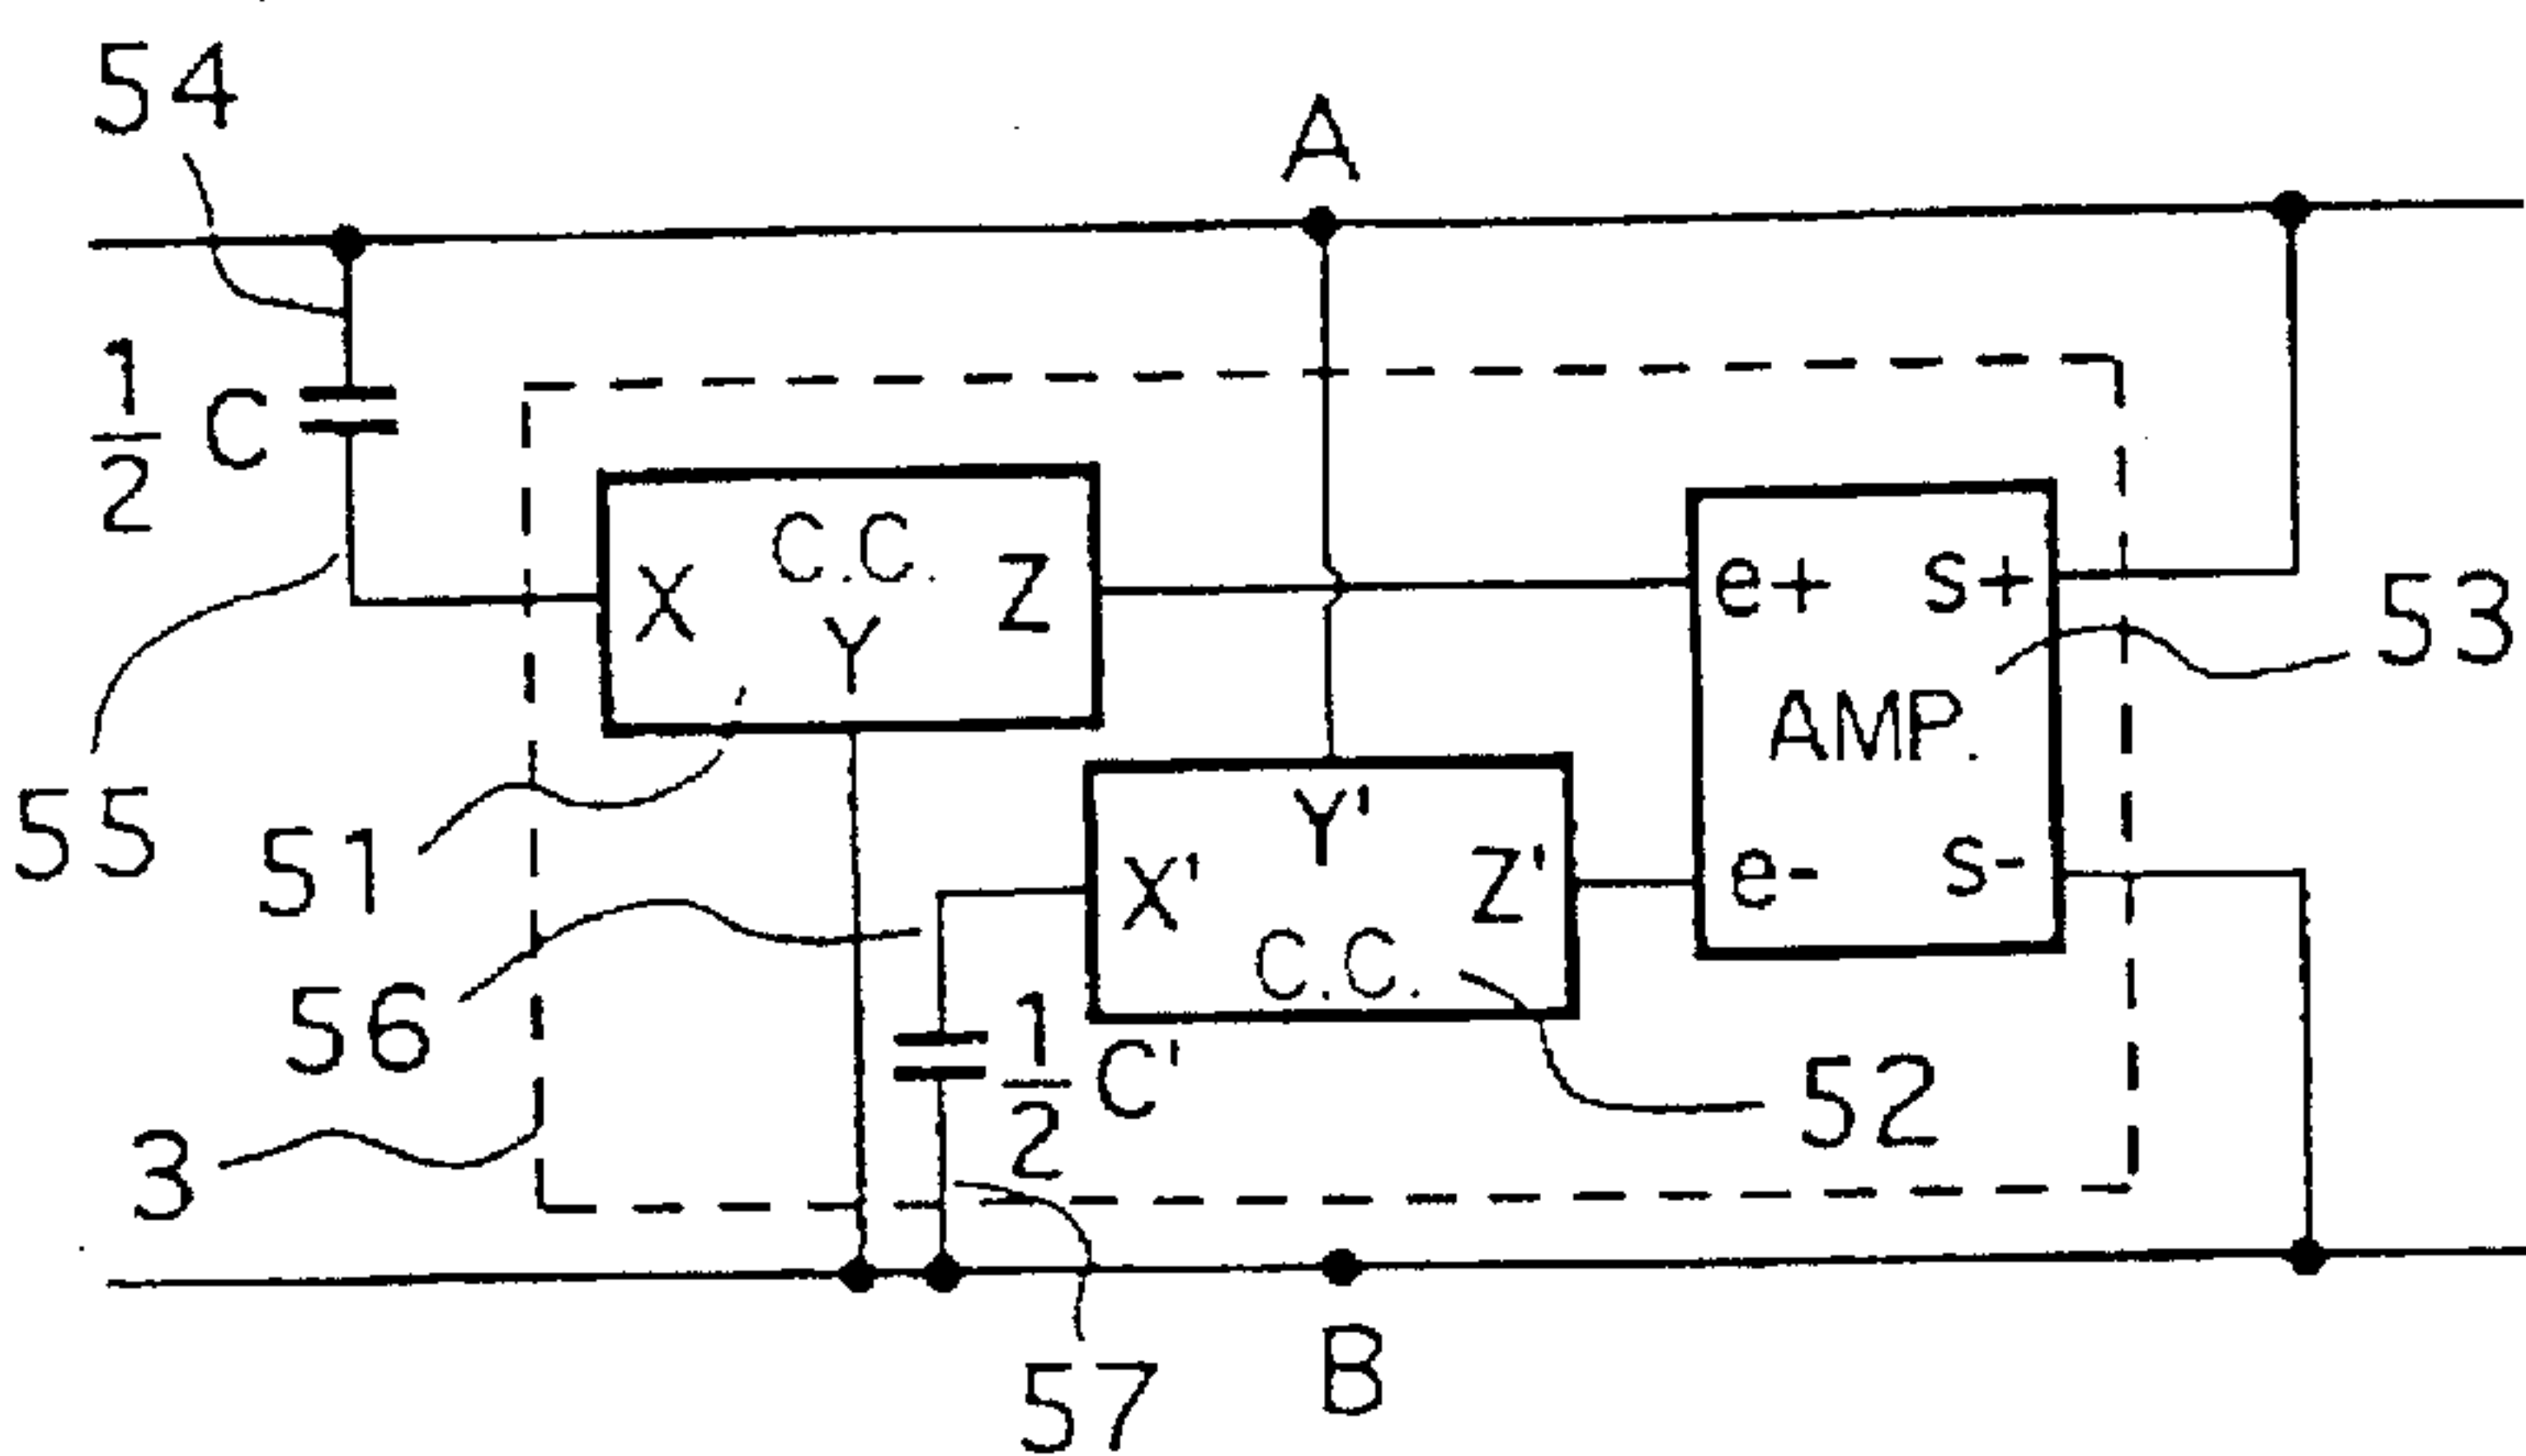 54
A
1/2 C
C.C.
X Y Z
e+ s+
53
AMP.
55
51
Y'
X' Z'
e- s-
C.C.
56
1/2 C'
52
3
57
B